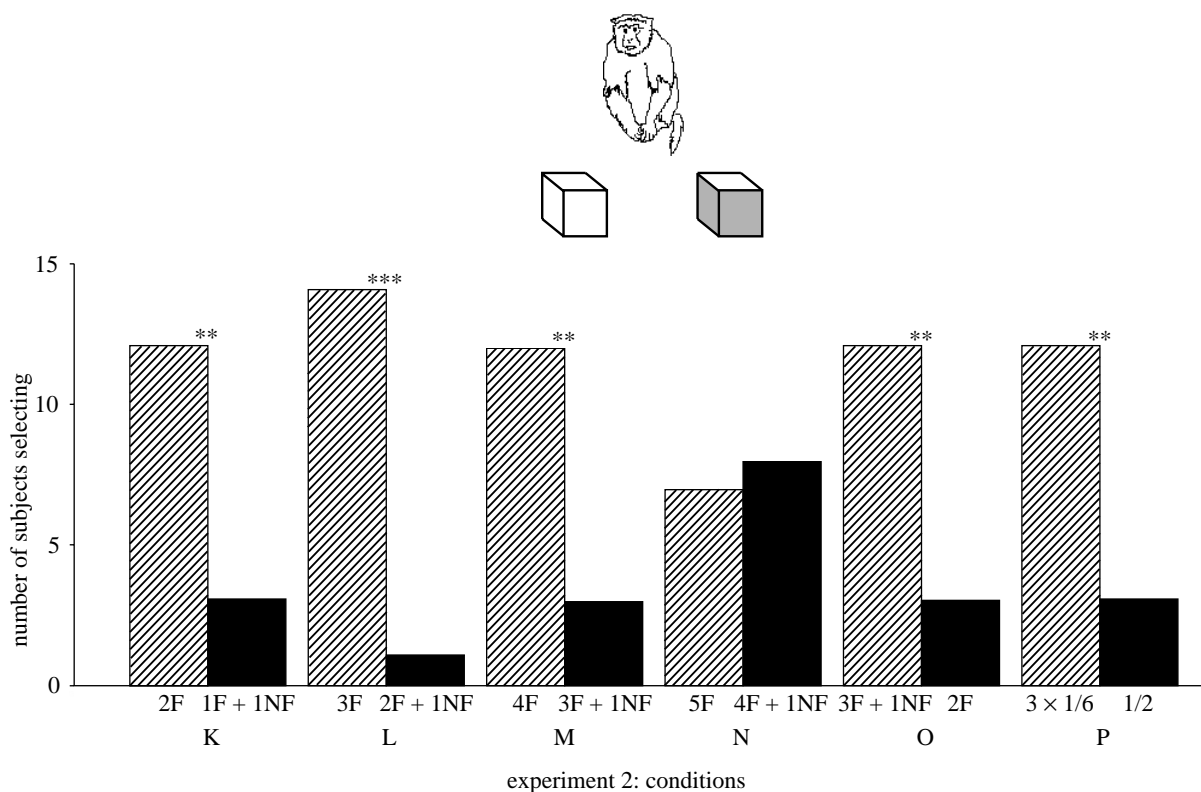 15
10
5
0
number of subjects selecting
**
***
**
**
**
2F 1F + 1NF 3F 2F + 1NF 4F 3F + 1NF 5F 4F + 1NF 3F + 1NF 2F 3 × 1/6 1/2
K L M N O P
experiment 2: conditions